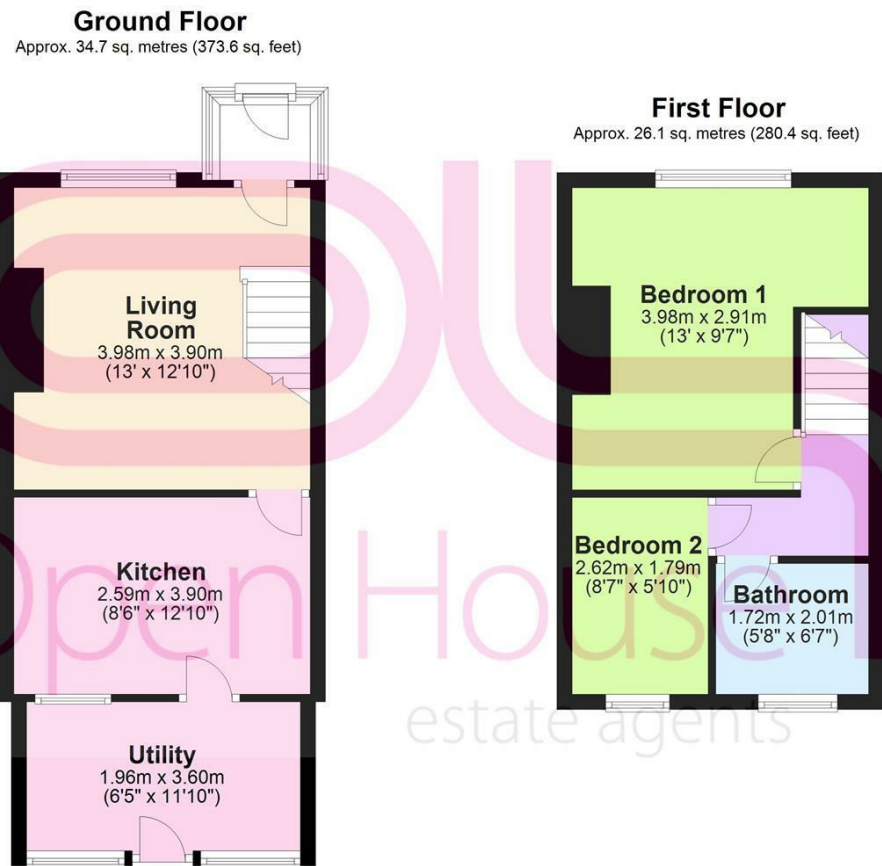 Ground Floor
Approx. 34.7 sq. metres (373.6 sq. feet)
First Floor
Approx. 26.1 sq. metres (280.4 sq. feet)
Living
Room
3.98m x 3.90m
(13' x 12'10")
Bedroom 1
3.98m x 2.91m
(13' x 9'7")
Kitchen
2.59m x 3.90m
(8'6" x 12'10")
Bedroom 2
2.62m x 1.79m
(8'7" x 5'10")
Bathroom
1.72m x 2.01m
(5'8" x 6'7")
Utility
1.96m x 3.60m
(6'5" x 11'10")
Open House
estate agents